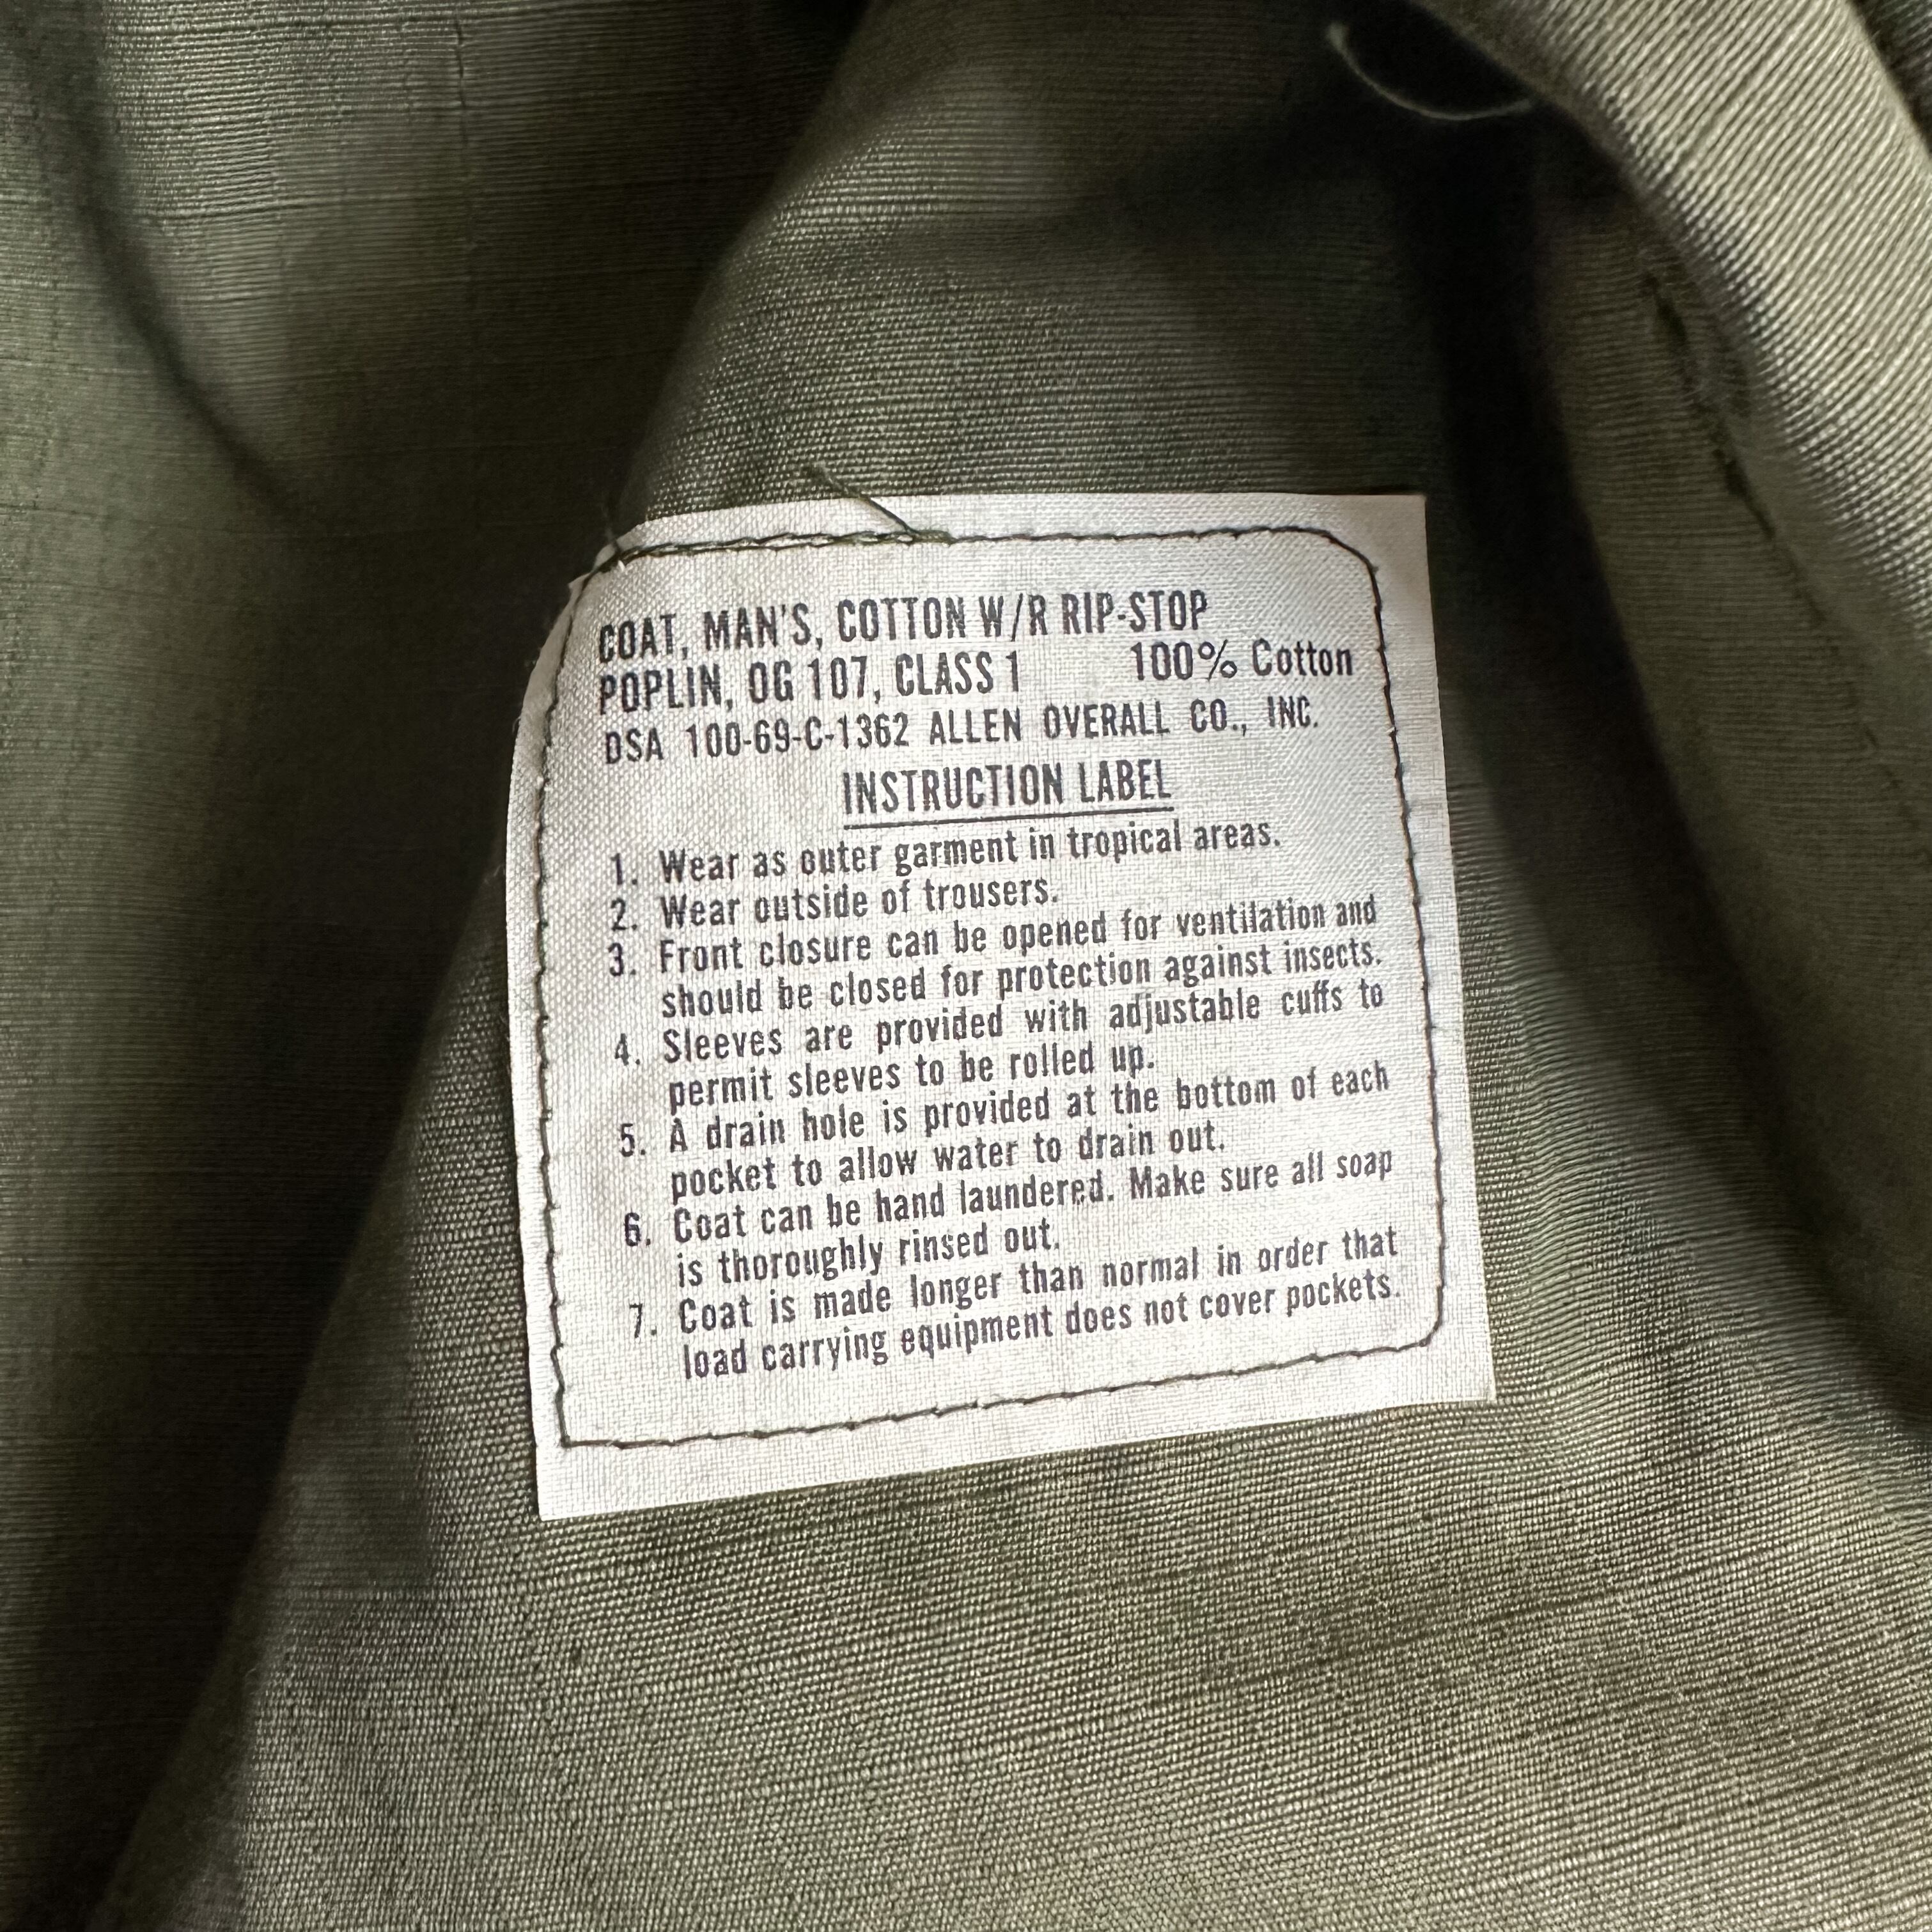 COAT, MAN'S, COTTON W/R RIP-STOP
POPLIN, OG 107, CLASS 1 100% Cotton
DSA 100-69-C-1362 ALLEN OVERALL CO., INC.
INSTRUCTION LABEL
1. Wear as outer garment in tropical areas.
2. Wear outside of trousers.
3. Front closure can be opened for ventilation and
should be closed for protection against insects.
4. Sleeves are provided with adjustable cuffs to
permit sleeves to be rolled up.
5. A drain hole is provided at the bottom of each
pocket to allow water to drain out.
6. Coat can be hand laundered. Make sure all soap
is thoroughly rinsed out.
7. Coat is made longer than normal in order that
load carrying equipment does not cover pockets.